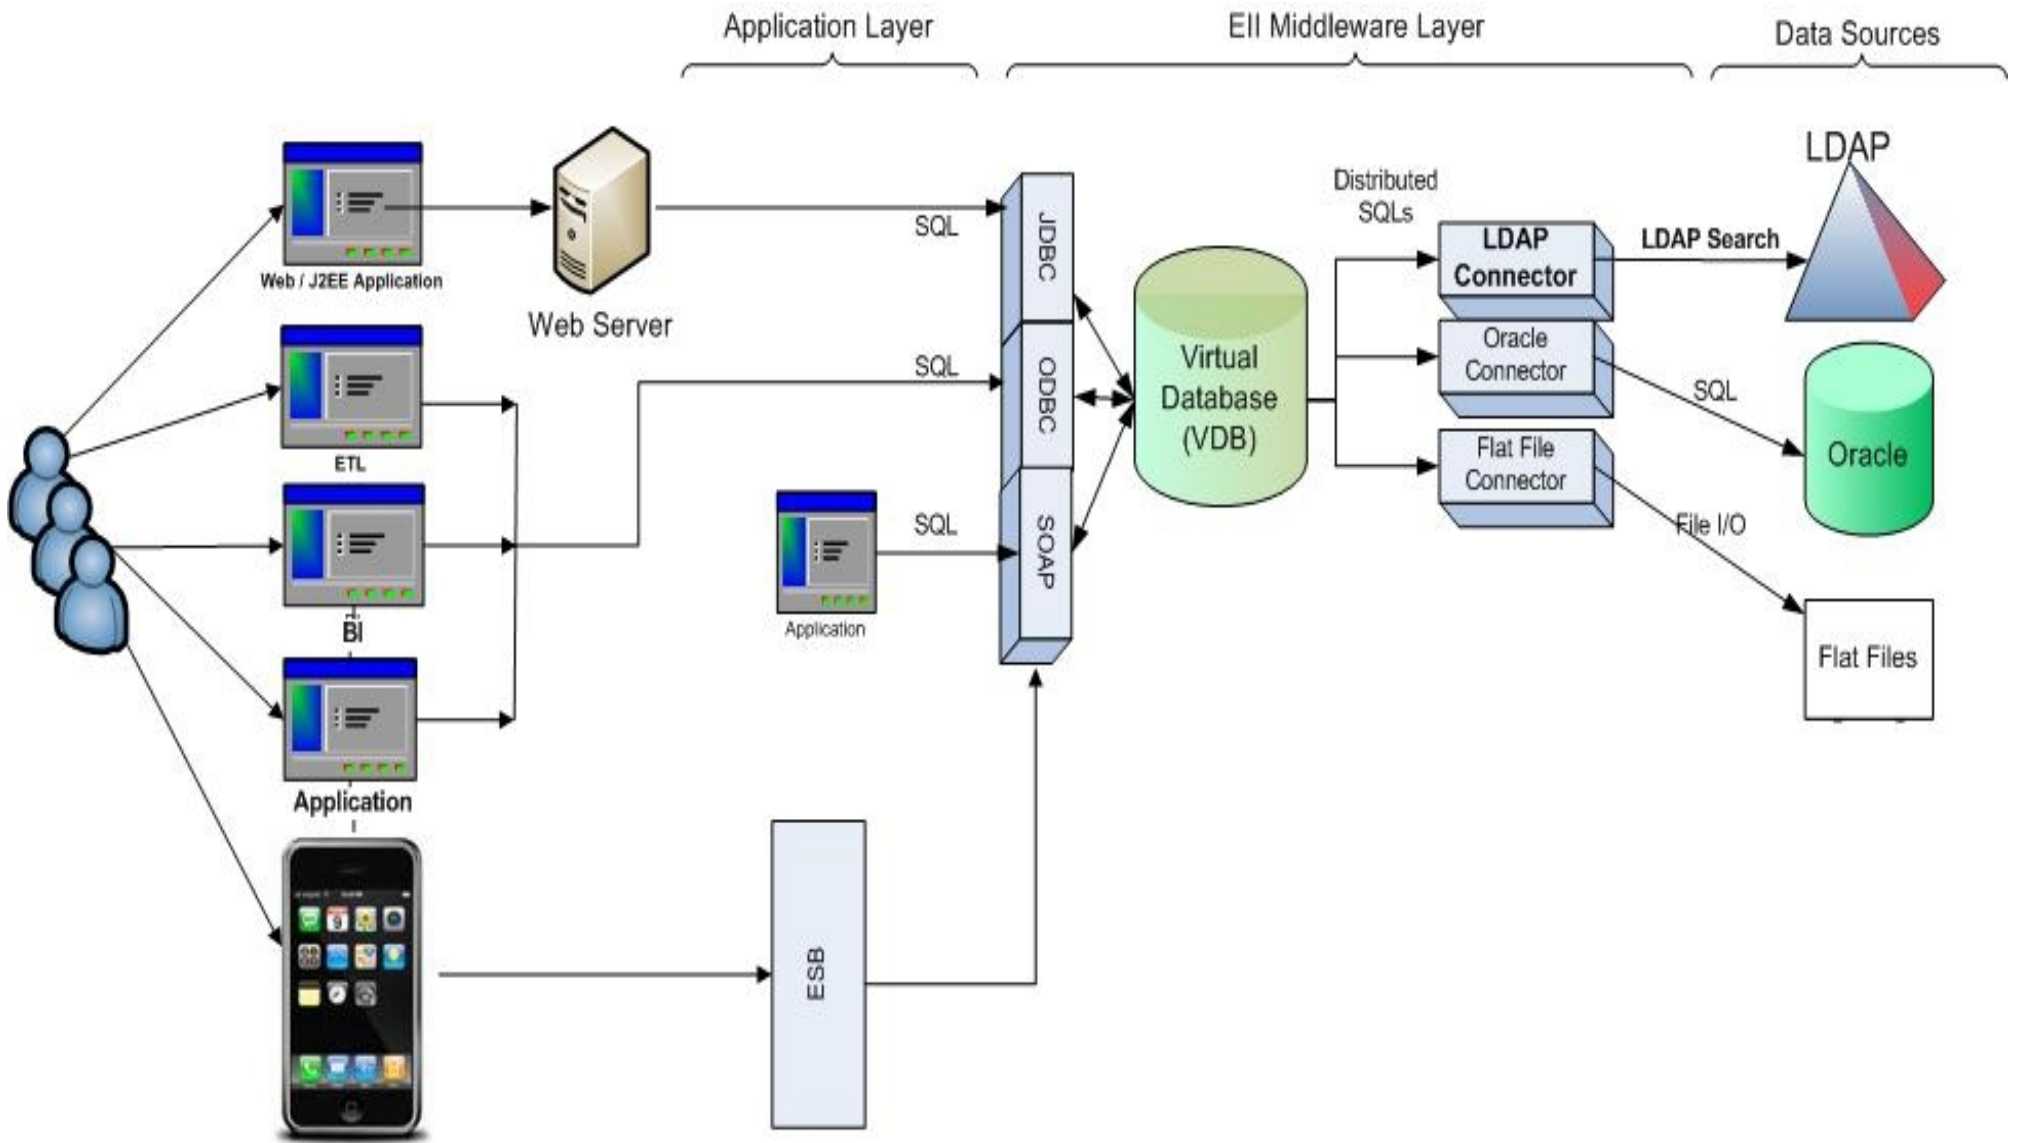 Application Layer
EII Middleware Layer
Data Sources
Web / J2EE Application
Web Server
ETL
BI
Application
SQL
SQL
SQL
Application
ESB
JDBC
ODBC
SOAP
Virtual
Database
(VDB)
Distributed
SQLs
LDAP
Connector
Oracle
Connector
Flat File
Connector
LDAP Search
SQL
File I/O
LDAP
Oracle
Flat Files
9